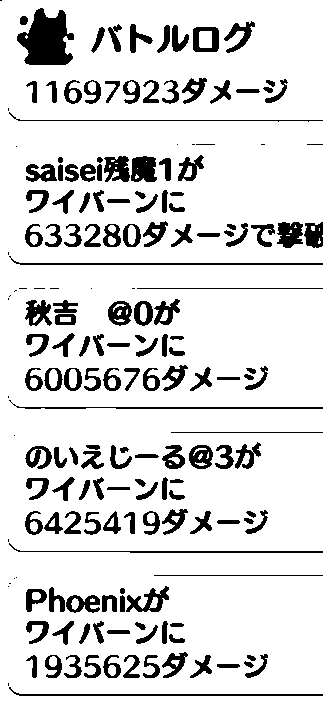 バトルログ
11697923ダメージ
saisei残魔1が
ワイバーンに
633280ダメージで撃破
秋吉　@0が
ワイバーンに
6005676ダメージ
のいえじーる@3が
ワイバーンに
6425419ダメージ
Phoenixが
ワイバーンに
1935625ダメージ